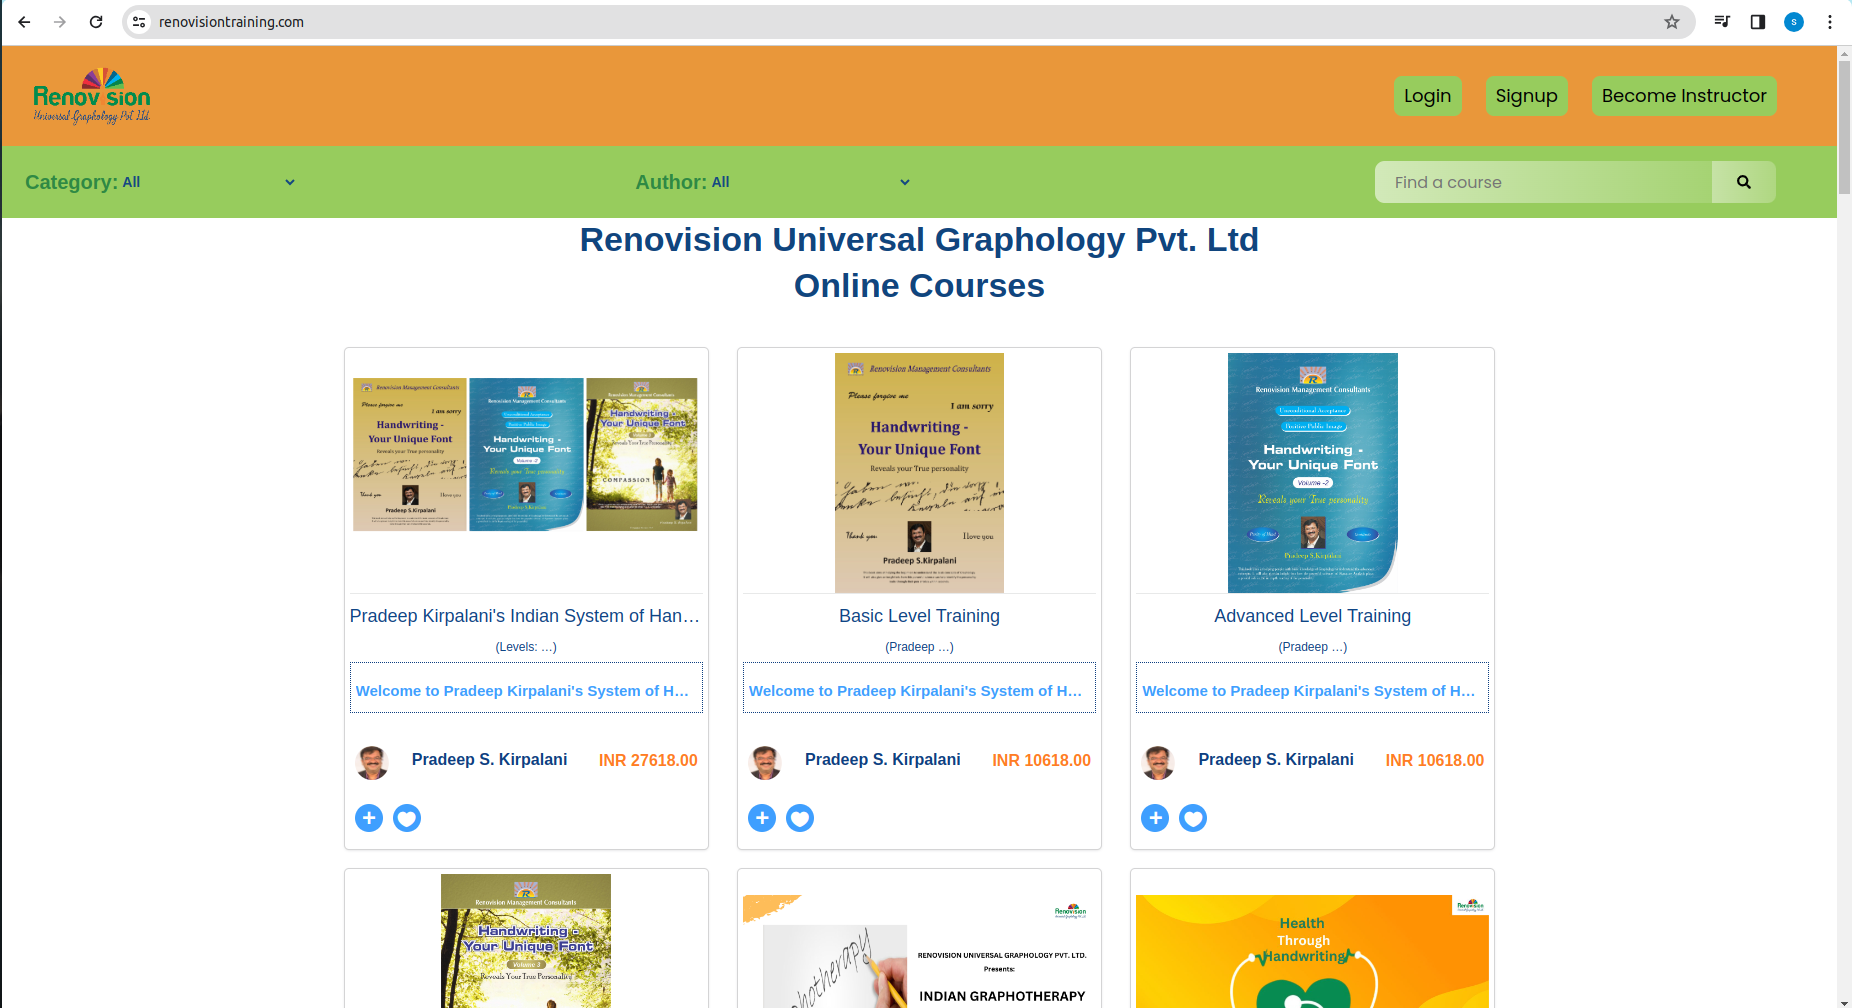 renovisiontraining.com
S
Renovision
Universal Graphology Pvt Ltd.
Login
Signup
Become Instructor
Category: All
Author: All
Find a course
Renovision Universal Graphology Pvt. Ltd
Online Courses
Renovision Management Consultants
Please forgive me
I am sorry
Handwriting -
Your Unique Font
Reveals your True personality
Thank you
I love you
Pradeep S.Kirpalani
Renovision Management Consultants
Unconditional Acceptance
Positive Public Image
Handwriting -
Your Unique Font
Volume -2
Reveals your True personality
Pradeep S.Kirpalani
Renovision Management Consultants
Handwriting -
Your Unique Font
Volume 3
Reveals Your True Personality
COMPASSION
Pradeep Kirpalani's Indian System of Han…
(Levels: …)
Welcome to Pradeep Kirpalani's System of H…
Pradeep S. Kirpalani
INR 27618.00
Renovision Management Consultants
Please forgive me
I am sorry
Handwriting -
Your Unique Font
Reveals your True personality
Thank you
I love you
Pradeep S.Kirpalani
Basic Level Training
(Pradeep …)
Welcome to Pradeep Kirpalani's System of H…
Pradeep S. Kirpalani
INR 10618.00
Renovision Management Consultants
Unconditional Acceptance
Positive Public Image
Handwriting -
Your Unique Font
Volume -2
Reveals your True personality
Pradeep S.Kirpalani
Advanced Level Training
(Pradeep …)
Welcome to Pradeep Kirpalani's System of H…
Pradeep S. Kirpalani
INR 10618.00
Renovision Management Consultants
Handwriting -
Your Unique Font
Volume 3
Reveals Your True Personality
Renovision
RENOVISION UNIVERSAL GRAPHOLOGY PVT. LTD.
Presents:
INDIAN GRAPHOTHERAPY
Renovision
Health
Through
Handwriting